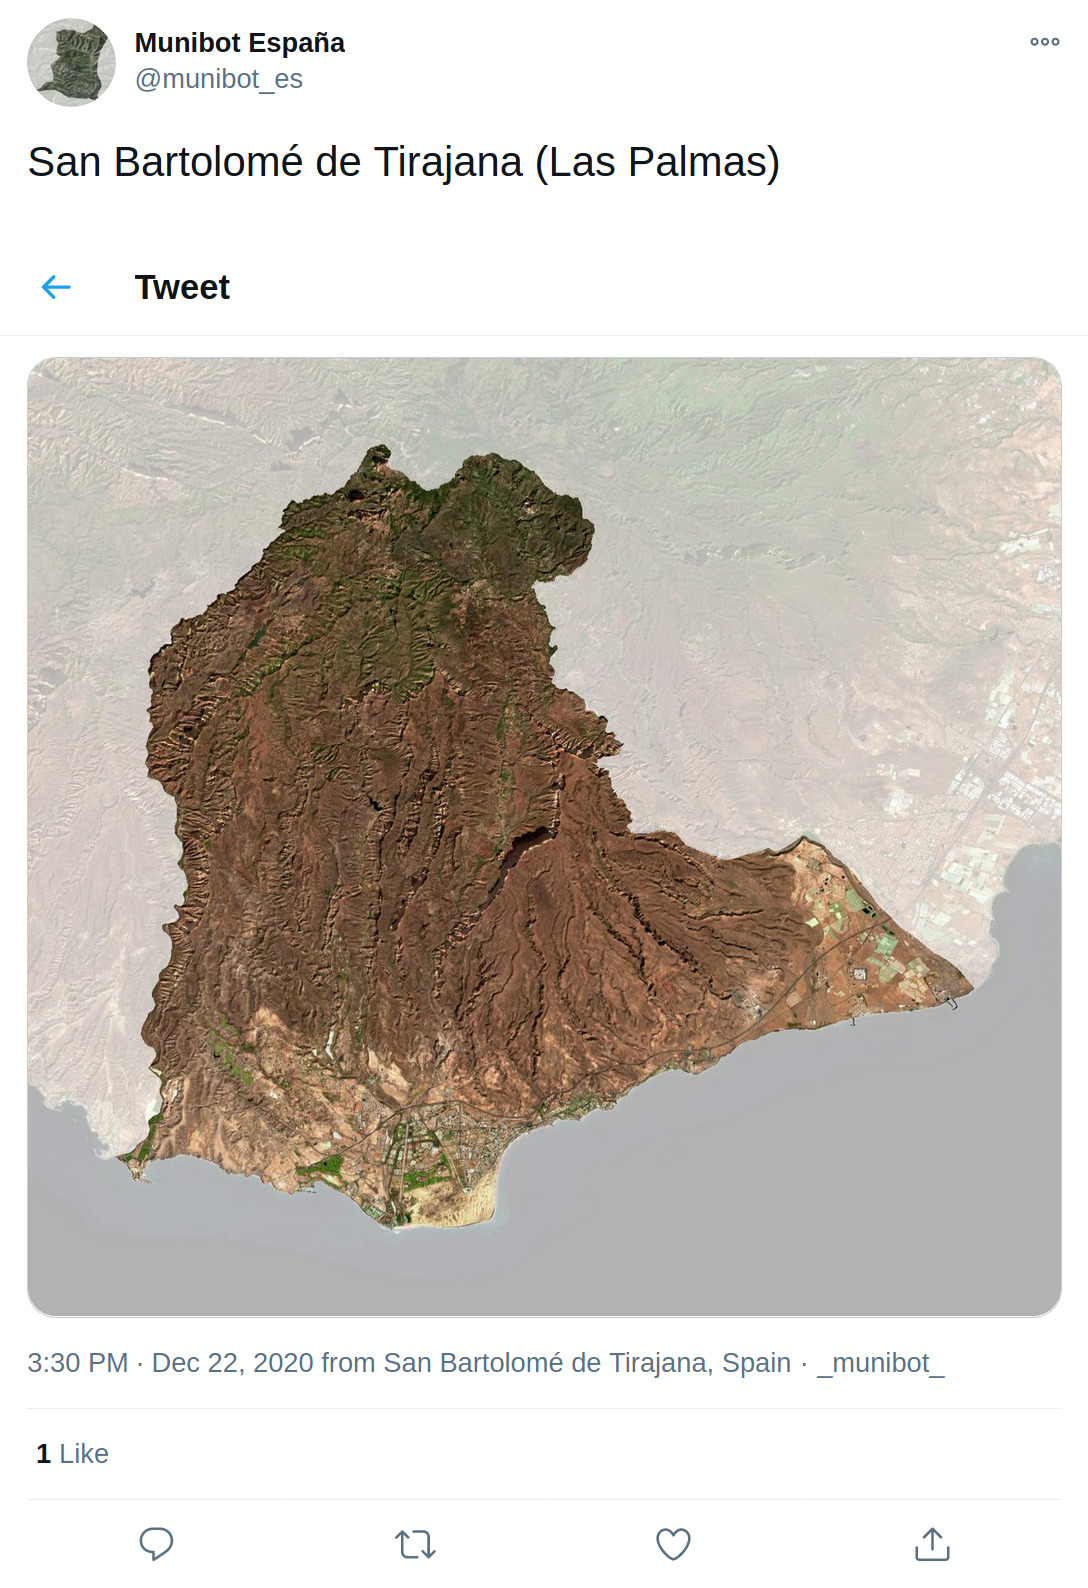 Munibot España
@munibot_es
San Bartolomé de Tirajana (Las Palmas)
Tweet
3:30 PM · Dec 22, 2020 from San Bartolomé de Tirajana, Spain · _munibot_
1 Like